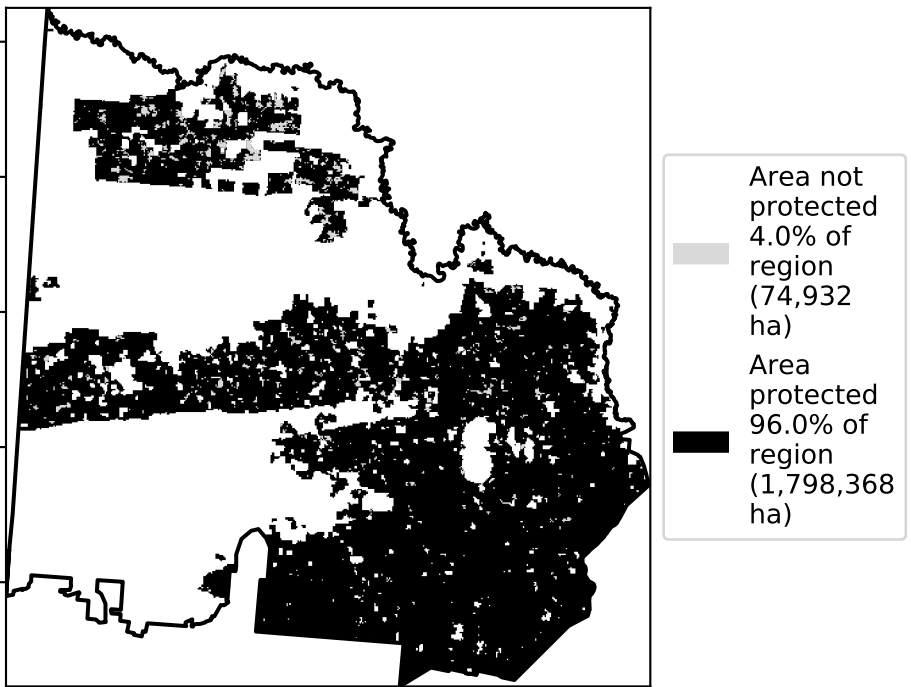 Area not
protected
4.0% of
region
(74,932
ha)
Area
protected
96.0% of
region
(1,798,368
ha)